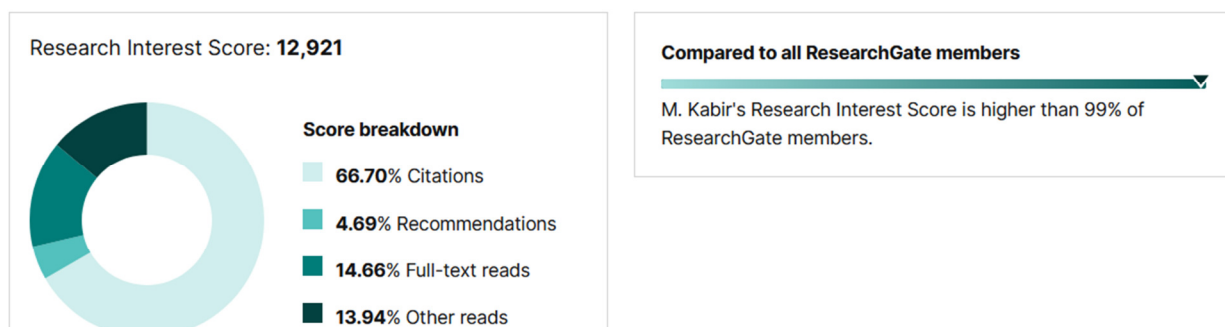 Research Interest Score: 12,921
Score breakdown
66.70% Citations
4.69% Recommendations
14.66% Full-text reads
13.94% Other reads
Compared to all ResearchGate members
M. Kabir's Research Interest Score is higher than 99% of
ResearchGate members.